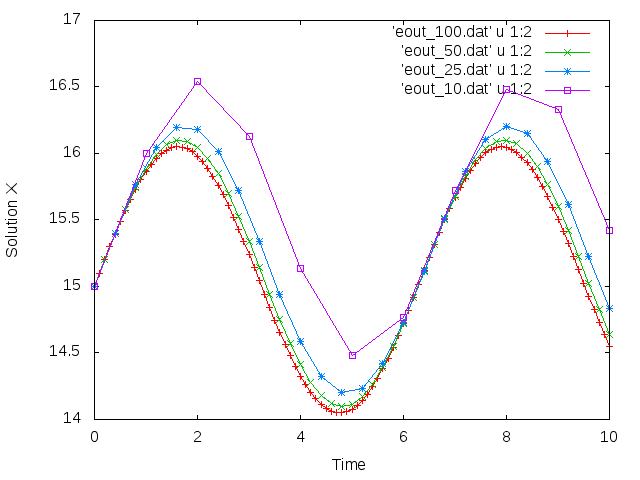 17
16.5
16
15.5
15
14.5
14
0
2
4
6
8
10
Solution X
Time
'eout_100.dat' u 1:2
'eout_50.dat' u 1:2
'eout_25.dat' u 1:2
'eout_10.dat' u 1:2